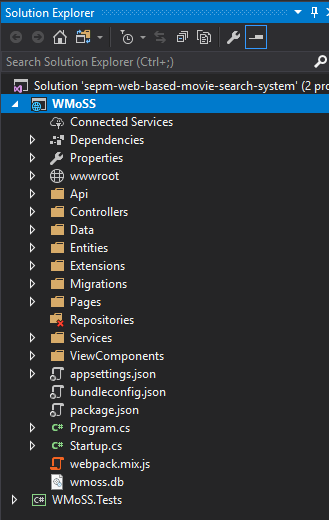 Solution Explorer
Search Solution Explorer (Ctrl+;)
Solution 'sepm-web-based-movie-search-system' (2 pro
WMoSS
Connected Services
Dependencies
Properties
wwwroot
Api
Controllers
Data
Entities
Extensions
Migrations
Pages
Repositories
Services
ViewComponents
appsettings.json
bundleconfig.json
package.json
C# Program.cs
C# Startup.cs
webpack.mix.js
wmoss.db
C# WMoSS.Tests